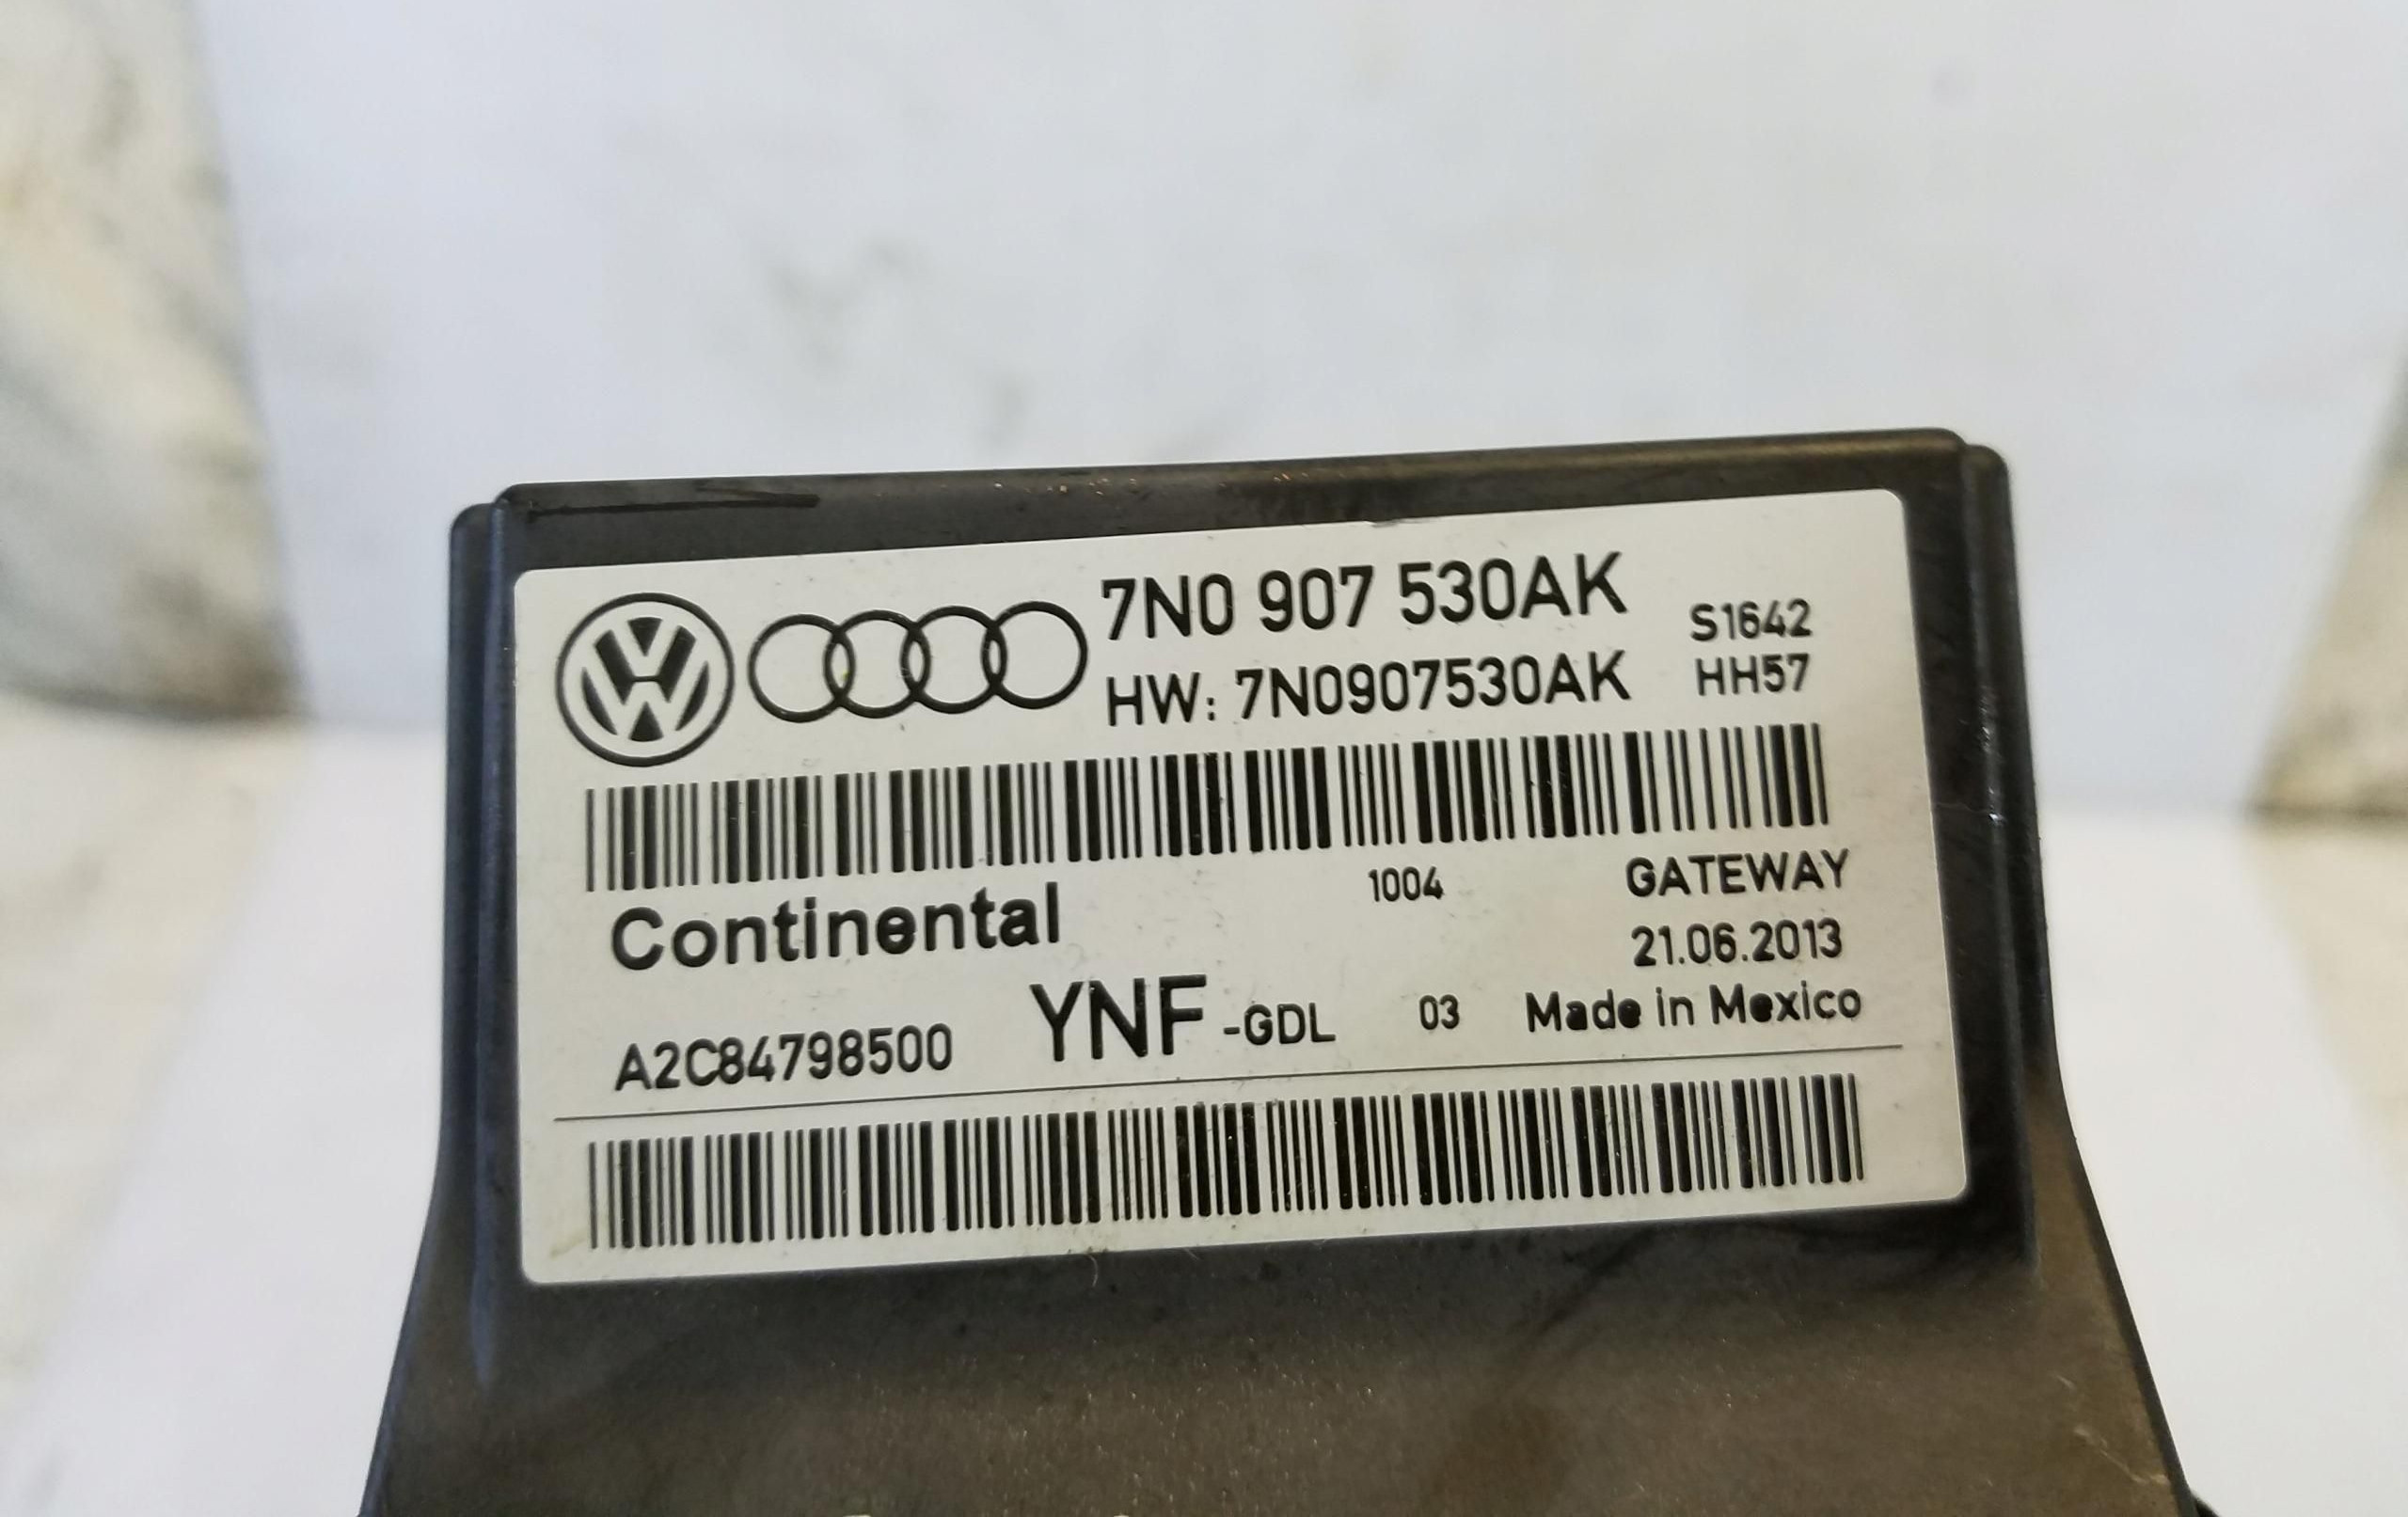 7N0 907 530AK S1642
HW: 7N0907530AK HH57
1004 GATEWAY
Continental 21.06.2013
A2C84798500 YNF -GDL 03 Made in Mexico